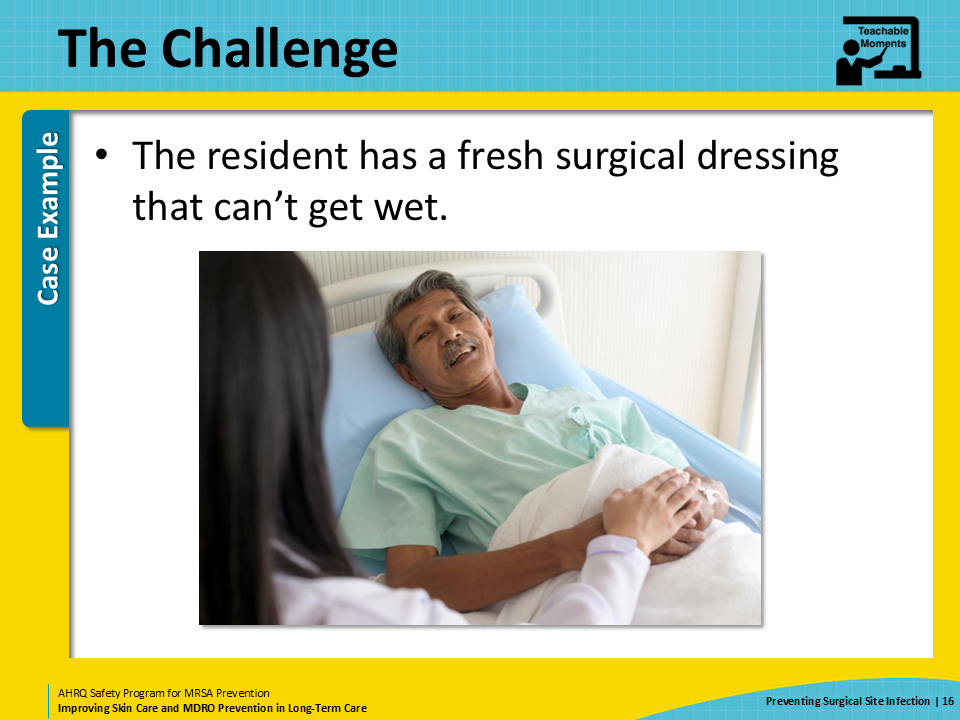 The Challenge
Teachable
Moments
Case Example
• The resident has a fresh surgical dressing
that can’t get wet.
AHRQ Safety Program for MRSA Prevention
Improving Skin Care and MDRO Prevention in Long-Term Care
Preventing Surgical Site Infection | 16